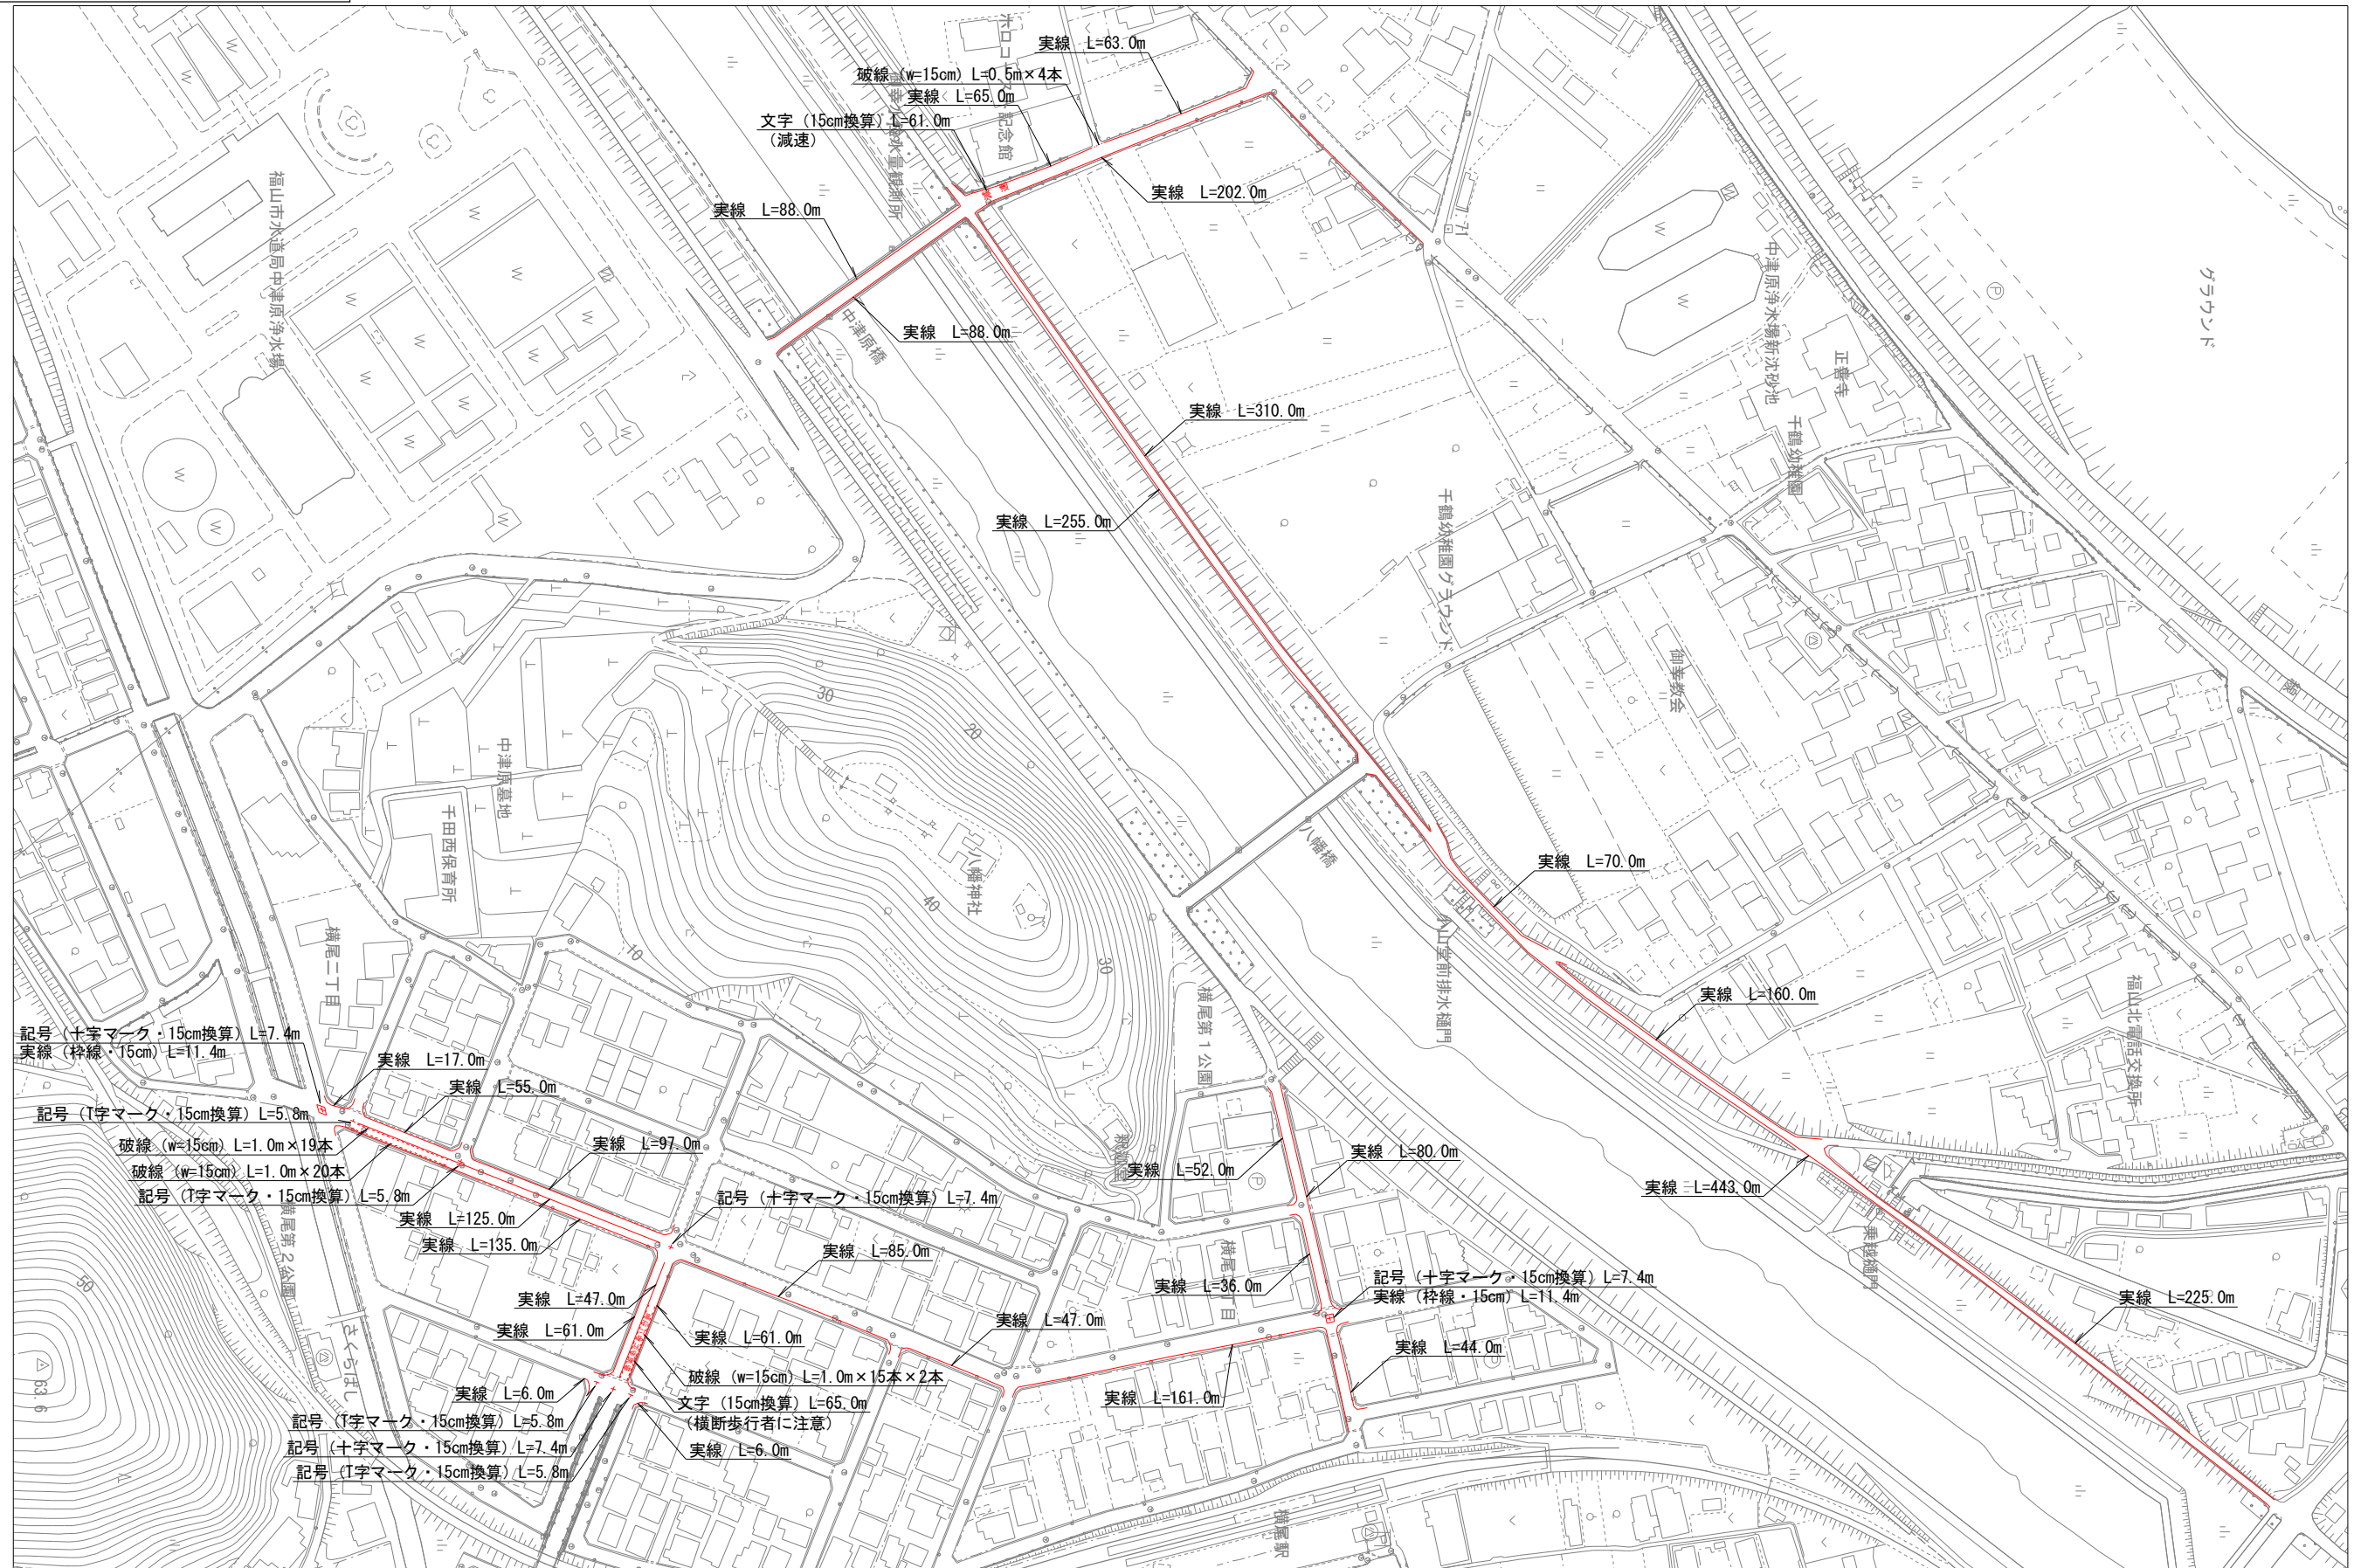 実線 L=63.0m
破線 (w=15cm) L=0.5m×4本
実線 L=65.0m
文字 (15cm換算) L=61.0m
(減速)
実線 L=202.0m
実線 L=88.0m
実線 L=88.0m
中津原橋
福山市水道局中津原浄水場
記念館
71
中津原浄水場新沈砂池
正善寺
千鶴幼稚園
グラウンド
実線 L=310.0m
実線 L=255.0m
千鶴幼稚園グラウンド
御幸教会
中津原墓地
千田西保育所
八幡神社
30
20
40
30
10
八幡橋
実線 L=70.0m
実線 L=160.0m
福山北電話交換所
横尾第1公園
横尾二丁目
記号 (十字マーク・15cm換算) L=7.4m
実線 (枠線・15cm) L=11.4m
実線 L=17.0m
実線 L=55.0m
記号 (T字マーク・15cm換算) L=5.8m
破線 (w=15cm) L=1.0m×19本
実線 L=97.0m
破線 (w=15cm) L=1.0m×20本
記号 (T字マーク・15cm換算) L=5.8m
実線 L=125.0m
実線 L=135.0m
記号 (十字マーク・15cm換算) L=7.4m
実線 L=52.0m
実線 L=80.0m
実線 L=443.0m
乗越樋門
横尾第2公園
50
63.6
さくらばし
実線 L=85.0m
実線 L=36.0m
記号 (十字マーク・15cm換算) L=7.4m
実線 (枠線・15cm) L=11.4m
実線 L=225.0m
実線 L=47.0m
実線 L=61.0m
実線 L=61.0m
実線 L=47.0m
実線 L=44.0m
破線 (w=15cm) L=1.0m×15本×2本
実線 L=6.0m
文字 (15cm換算) L=65.0m
(横断歩行者に注意)
実線 L=161.0m
記号 (T字マーク・15cm換算) L=5.8m
記号 (十字マーク・15cm換算) L=7.4m
実線 L=6.0m
記号 (T字マーク・15cm換算) L=5.8m
横尾駅